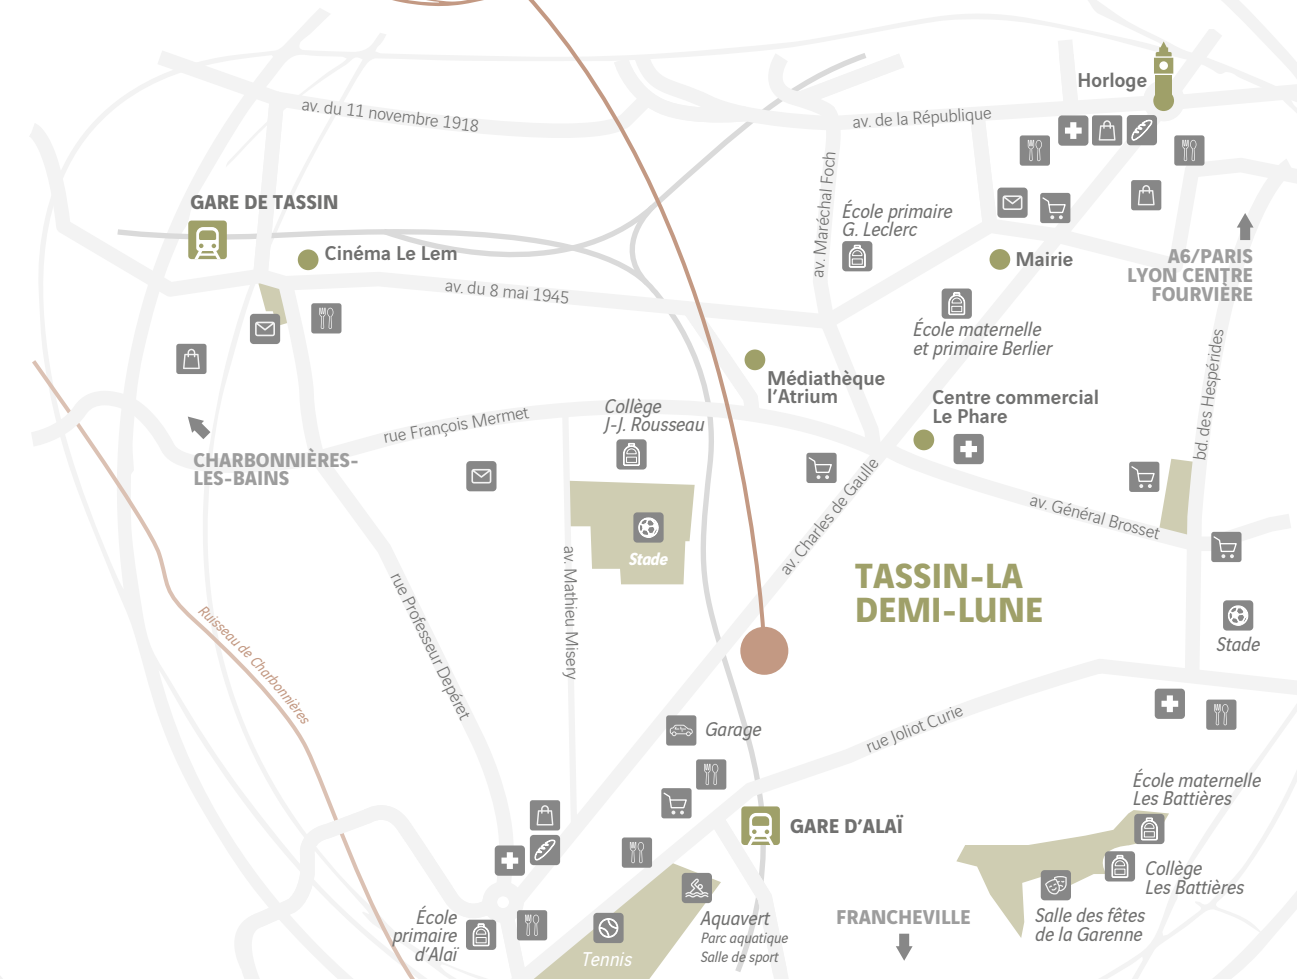 Horloge
av. du 11 novembre 1918
av. de la République
av. Maréchal Foch
GARE DE TASSIN
École primaire
G. Leclerc
Cinéma Le Lem
Mairie
A6/PARIS
LYON CENTRE
FOURVIÈRE
av. du 8 mai 1945
École maternelle
et primaire Berlier
bd. des Hespérides
Médiathèque
l'Atrium
Centre commercial
Le Phare
Collège
J-J. Rousseau
rue François Mermet
CHARBONNIÈRES-
LES-BAINS
av. Charles de Gaulle
av. Général Brosset
Stade
av. Mathieu Misery
TASSIN-LA
DEMI-LUNE
rue Professeur Depéret
Ruisseau de Charbonnières
Stade
Garage
rue Joliot Curie
École maternelle
Les Battières
GARE D'ALAÏ
Collège
Les Battières
École
primaire
d'Alaï
Aquavert
Parc aquatique
Salle de sport
Tennis
FRANCHEVILLE
Salle des fêtes
de la Garenne